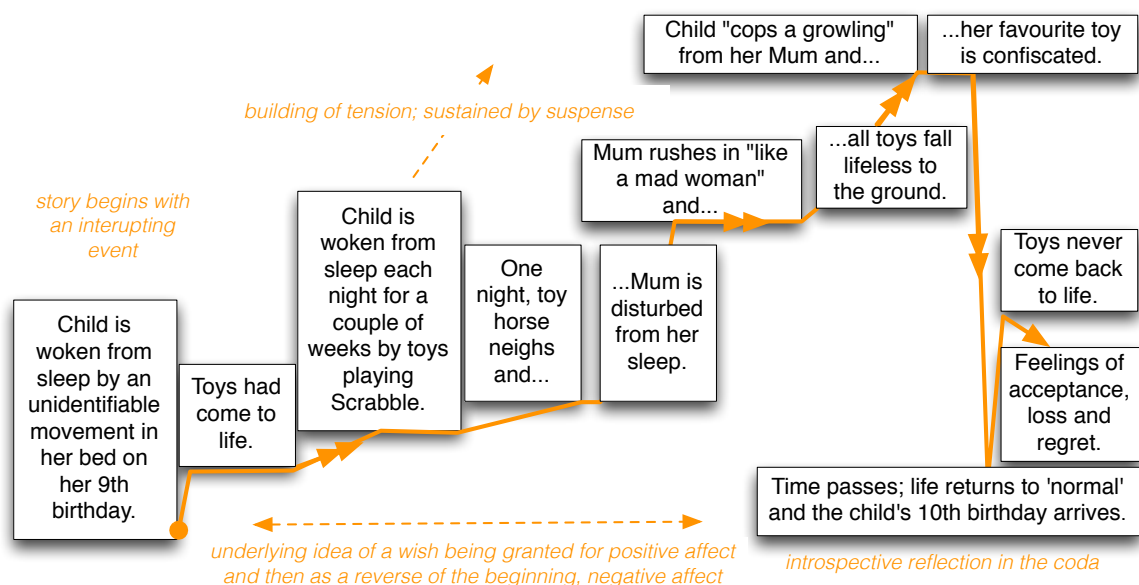 Child "cops a growling"
from her Mum and...
...her favourite toy
is confiscated.
building of tension; sustained by suspense
Mum rushes in "like
a mad woman"
and...
...all toys fall
lifeless to
the ground.
story begins with
an interupting
event
Child is
woken from
sleep each
night for a
couple of
weeks by toys
playing
Scrabble.
One
night, toy
horse
neighs
and...
...Mum is
disturbed
from her
sleep.
Toys never
come back
to life.
Child is
woken from
sleep by an
unidentifiable
movement in
her bed on
her 9th
birthday.
Toys had
come to
life.
Feelings of
acceptance,
loss and
regret.
Time passes; life returns to 'normal'
and the child's 10th birthday arrives.
underlying idea of a wish being granted for positive affect
and then as a reverse of the beginning, negative affect
introspective reflection in the coda